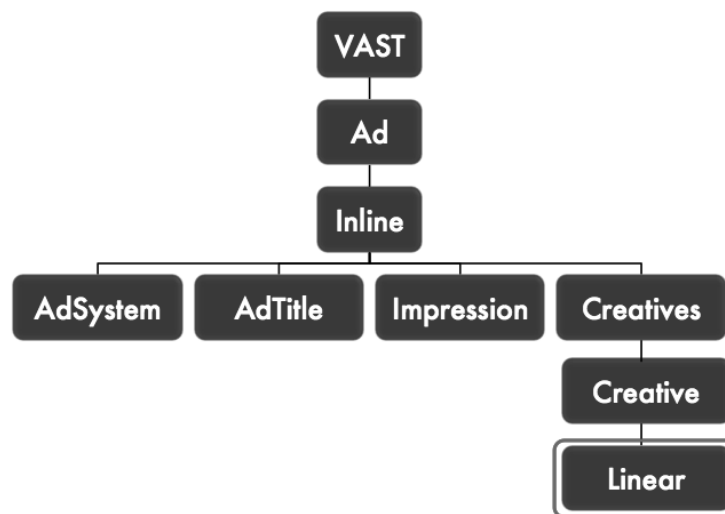 VAST
Ad
Inline
AdSystem AdTitle Impression Creatives
Creative
Linear